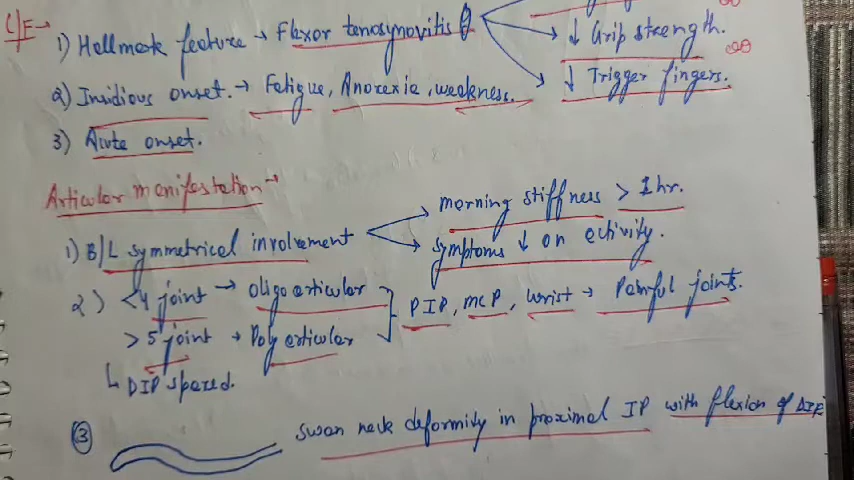 C/F →
1) Hallmark feature → Flexor tenosynovitis
↓ Grip strength.
↓ Trigger fingers.
2) Insidious onset. → Fatigue, Anorexia, weakness.
3) Acute onset.
Articular manifestation →
1) B/L symmetrical involvement
morning stiffness > 1 hr.
symptoms ↓ on activity.
2) <4 joint → oligoarticular
PIP, MCP, wrist → Painful joints.
> 5 joint → Polyarticular
↳ DIP spared.
③ swan neck deformity in proximal IP with flexion of DIP